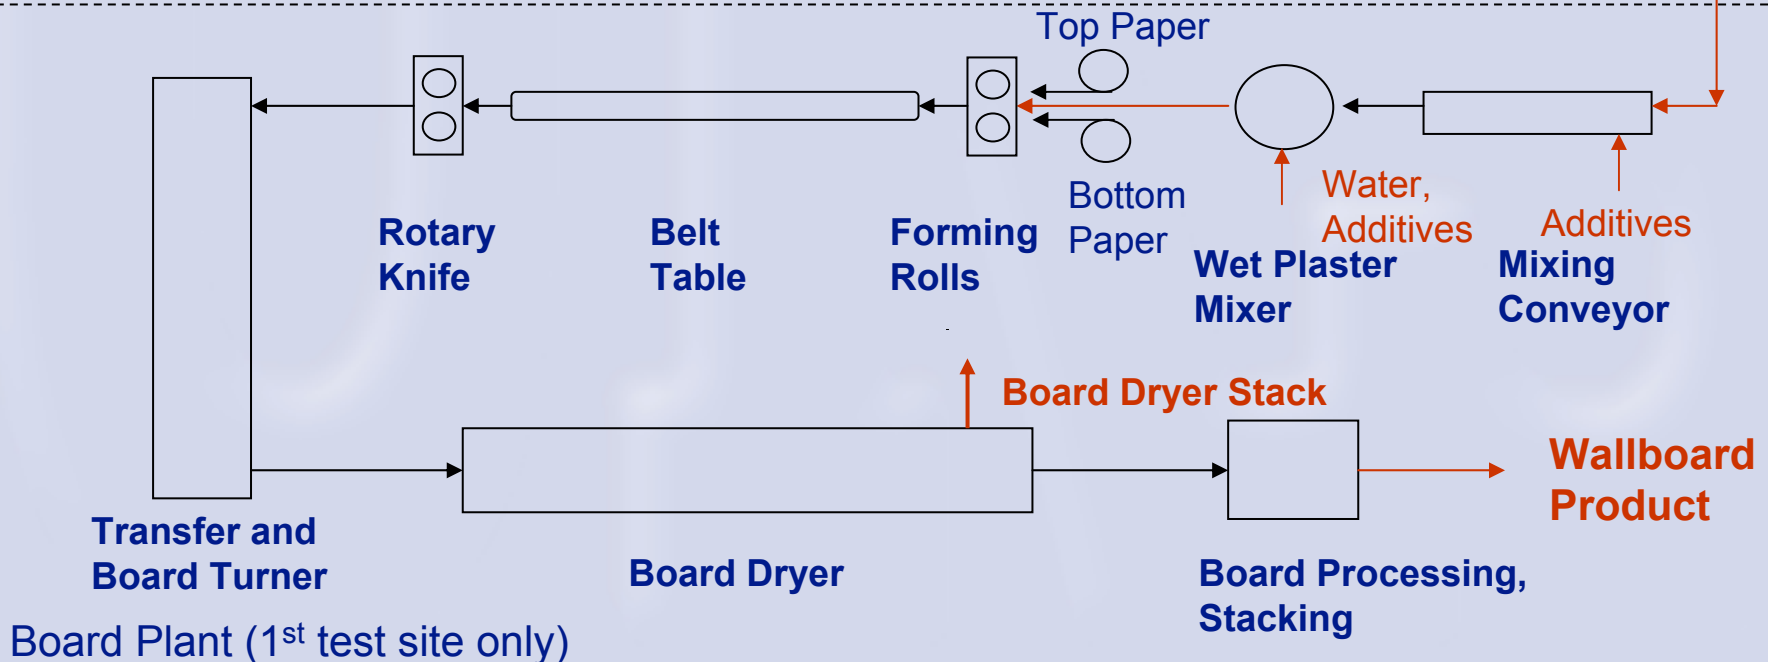 Top Paper
Bottom
Paper
Water,
Additives
Additives
Rotary
Knife
Belt
Table
Forming
Rolls
Wet Plaster
Mixer
Mixing
Conveyor
Board Dryer Stack
Wallboard
Product
Transfer and
Board Turner
Board Dryer
Board Processing,
Stacking
Board Plant (1st test site only)